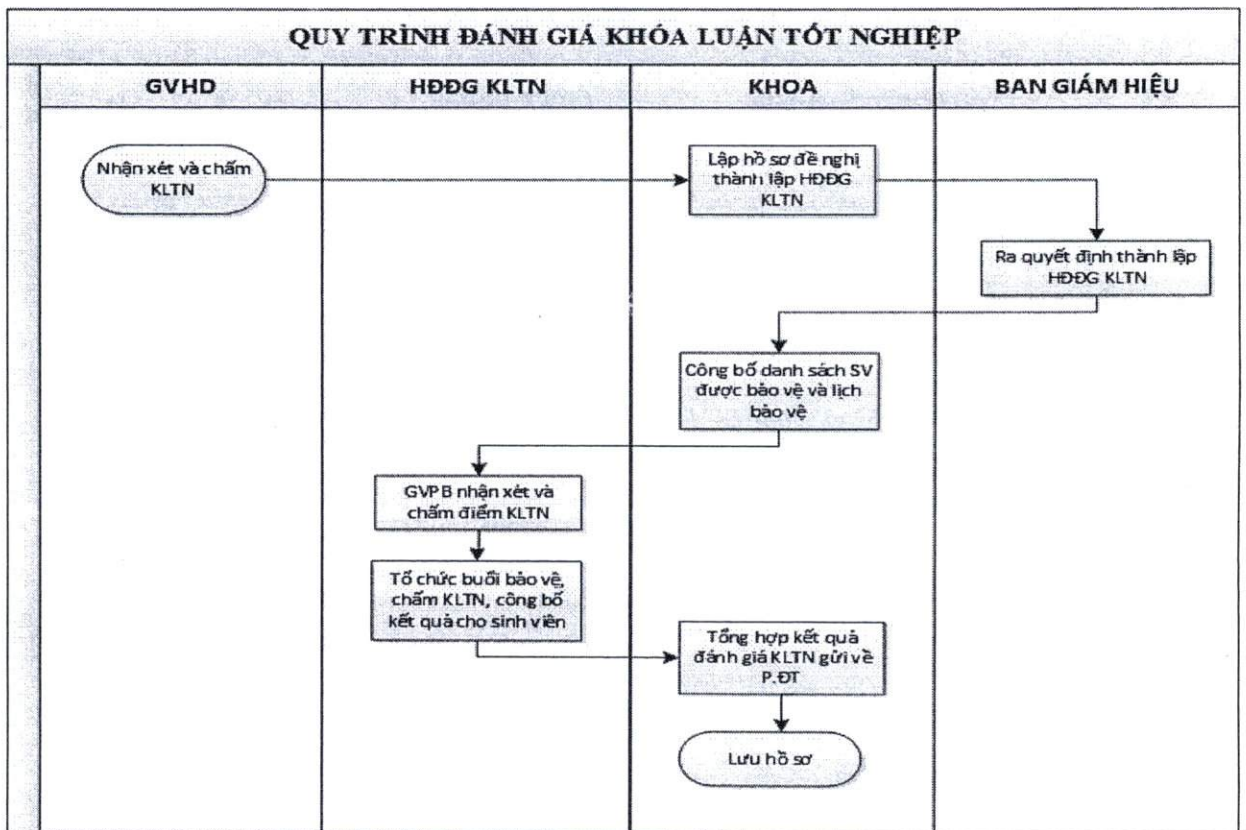 QUY TRÌNH ĐÁNH GIÁ KHÓA LUẬN TỐT NGHIỆP
GVHD
HĐĐG KLTN
KHOA
BAN GIÁM HIỆU
Nhận xét và chấm
KLTN
Lập hồ sơ đề nghị
thành lập HĐĐG
KLTN
Ra quyết định thành lập
HĐĐG KLTN
Công bố danh sách SV
được bảo vệ và lịch
bảo vệ
GVPB nhận xét và
chấm điểm KLTN
Tổ chức buổi bảo vệ,
chấm KLTN, công bố
kết quả cho sinh viên
Tổng hợp kết quả
đánh giá KLTN gửi về
P.ĐT
Lưu hồ sơ